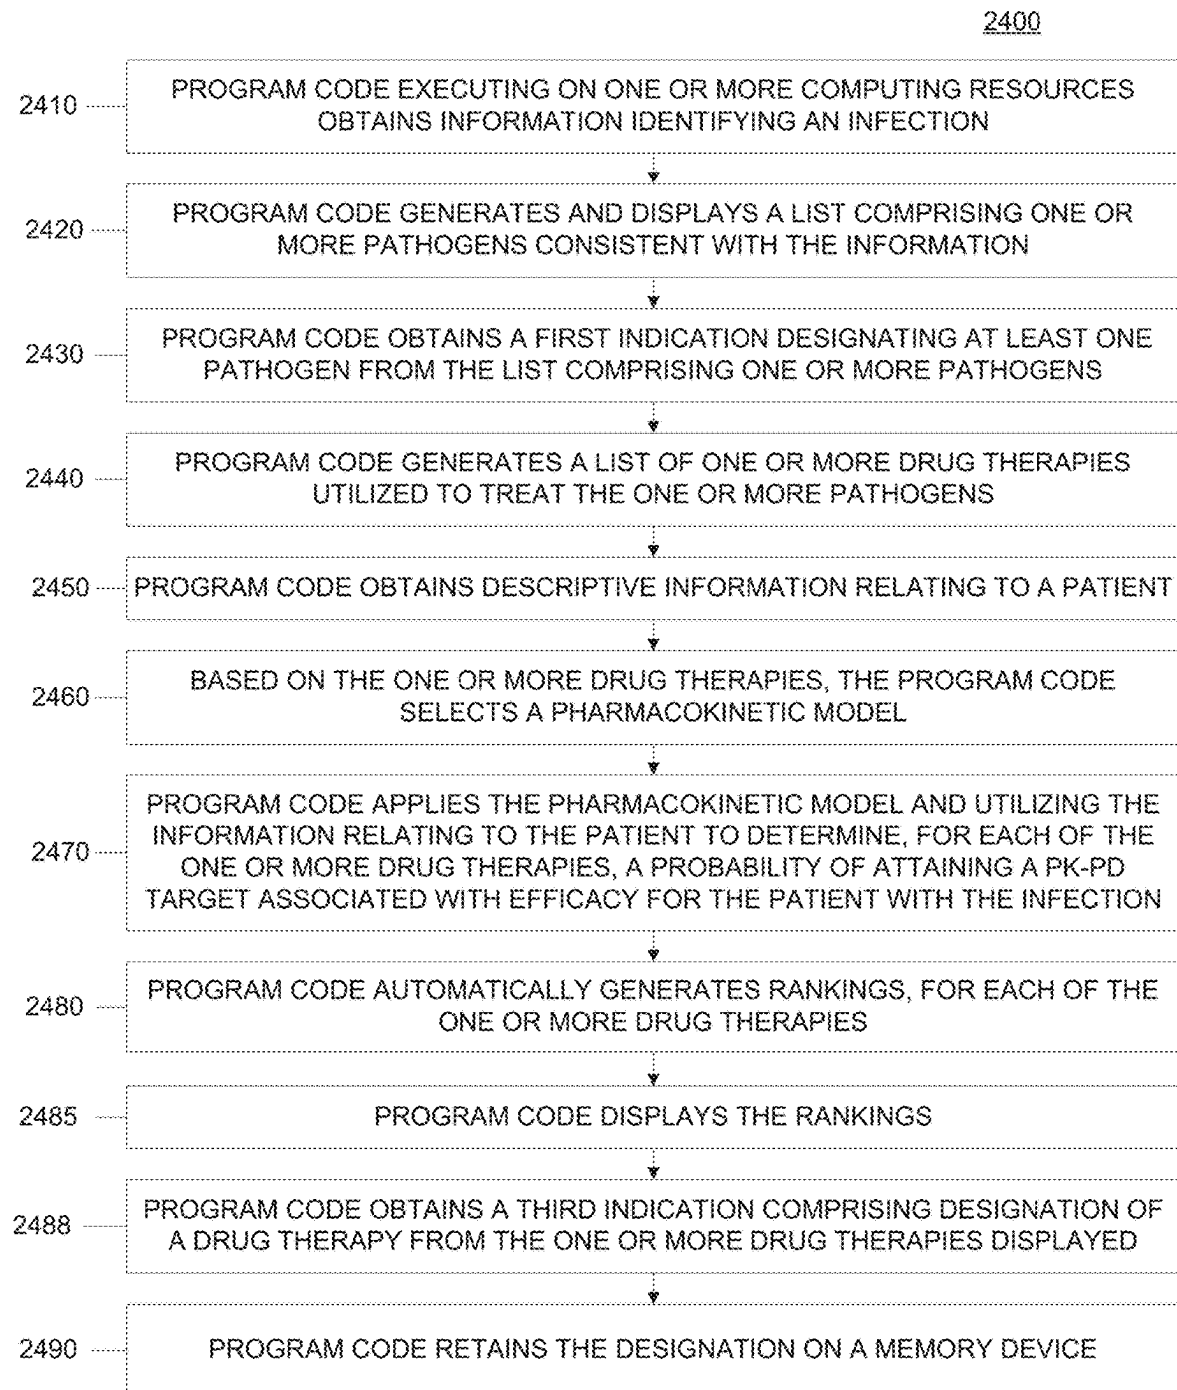 2400
2410
PROGRAM CODE EXECUTING ON ONE OR MORE COMPUTING RESOURCES
OBTAINS INFORMATION IDENTIFYING AN INFECTION
2420
PROGRAM CODE GENERATES AND DISPLAYS A LIST COMPRISING ONE OR
MORE PATHOGENS CONSISTENT WITH THE INFORMATION
2430
PROGRAM CODE OBTAINS A FIRST INDICATION DESIGNATING AT LEAST ONE
PATHOGEN FROM THE LIST COMPRISING ONE OR MORE PATHOGENS
2440
PROGRAM CODE GENERATES A LIST OF ONE OR MORE DRUG THERAPIES
UTILIZED TO TREAT THE ONE OR MORE PATHOGENS
2450
PROGRAM CODE OBTAINS DESCRIPTIVE INFORMATION RELATING TO A PATIENT
2460
BASED ON THE ONE OR MORE DRUG THERAPIES, THE PROGRAM CODE
SELECTS A PHARMACOKINETIC MODEL
2470
PROGRAM CODE APPLIES THE PHARMACOKINETIC MODEL AND UTILIZING THE
INFORMATION RELATING TO THE PATIENT TO DETERMINE, FOR EACH OF THE
ONE OR MORE DRUG THERAPIES, A PROBABILITY OF ATTAINING A PK-PD
TARGET ASSOCIATED WITH EFFICACY FOR THE PATIENT WITH THE INFECTION
2480
PROGRAM CODE AUTOMATICALLY GENERATES RANKINGS, FOR EACH OF THE
ONE OR MORE DRUG THERAPIES
2485
PROGRAM CODE DISPLAYS THE RANKINGS
2488
PROGRAM CODE OBTAINS A THIRD INDICATION COMPRISING DESIGNATION OF
A DRUG THERAPY FROM THE ONE OR MORE DRUG THERAPIES DISPLAYED
2490
PROGRAM CODE RETAINS THE DESIGNATION ON A MEMORY DEVICE